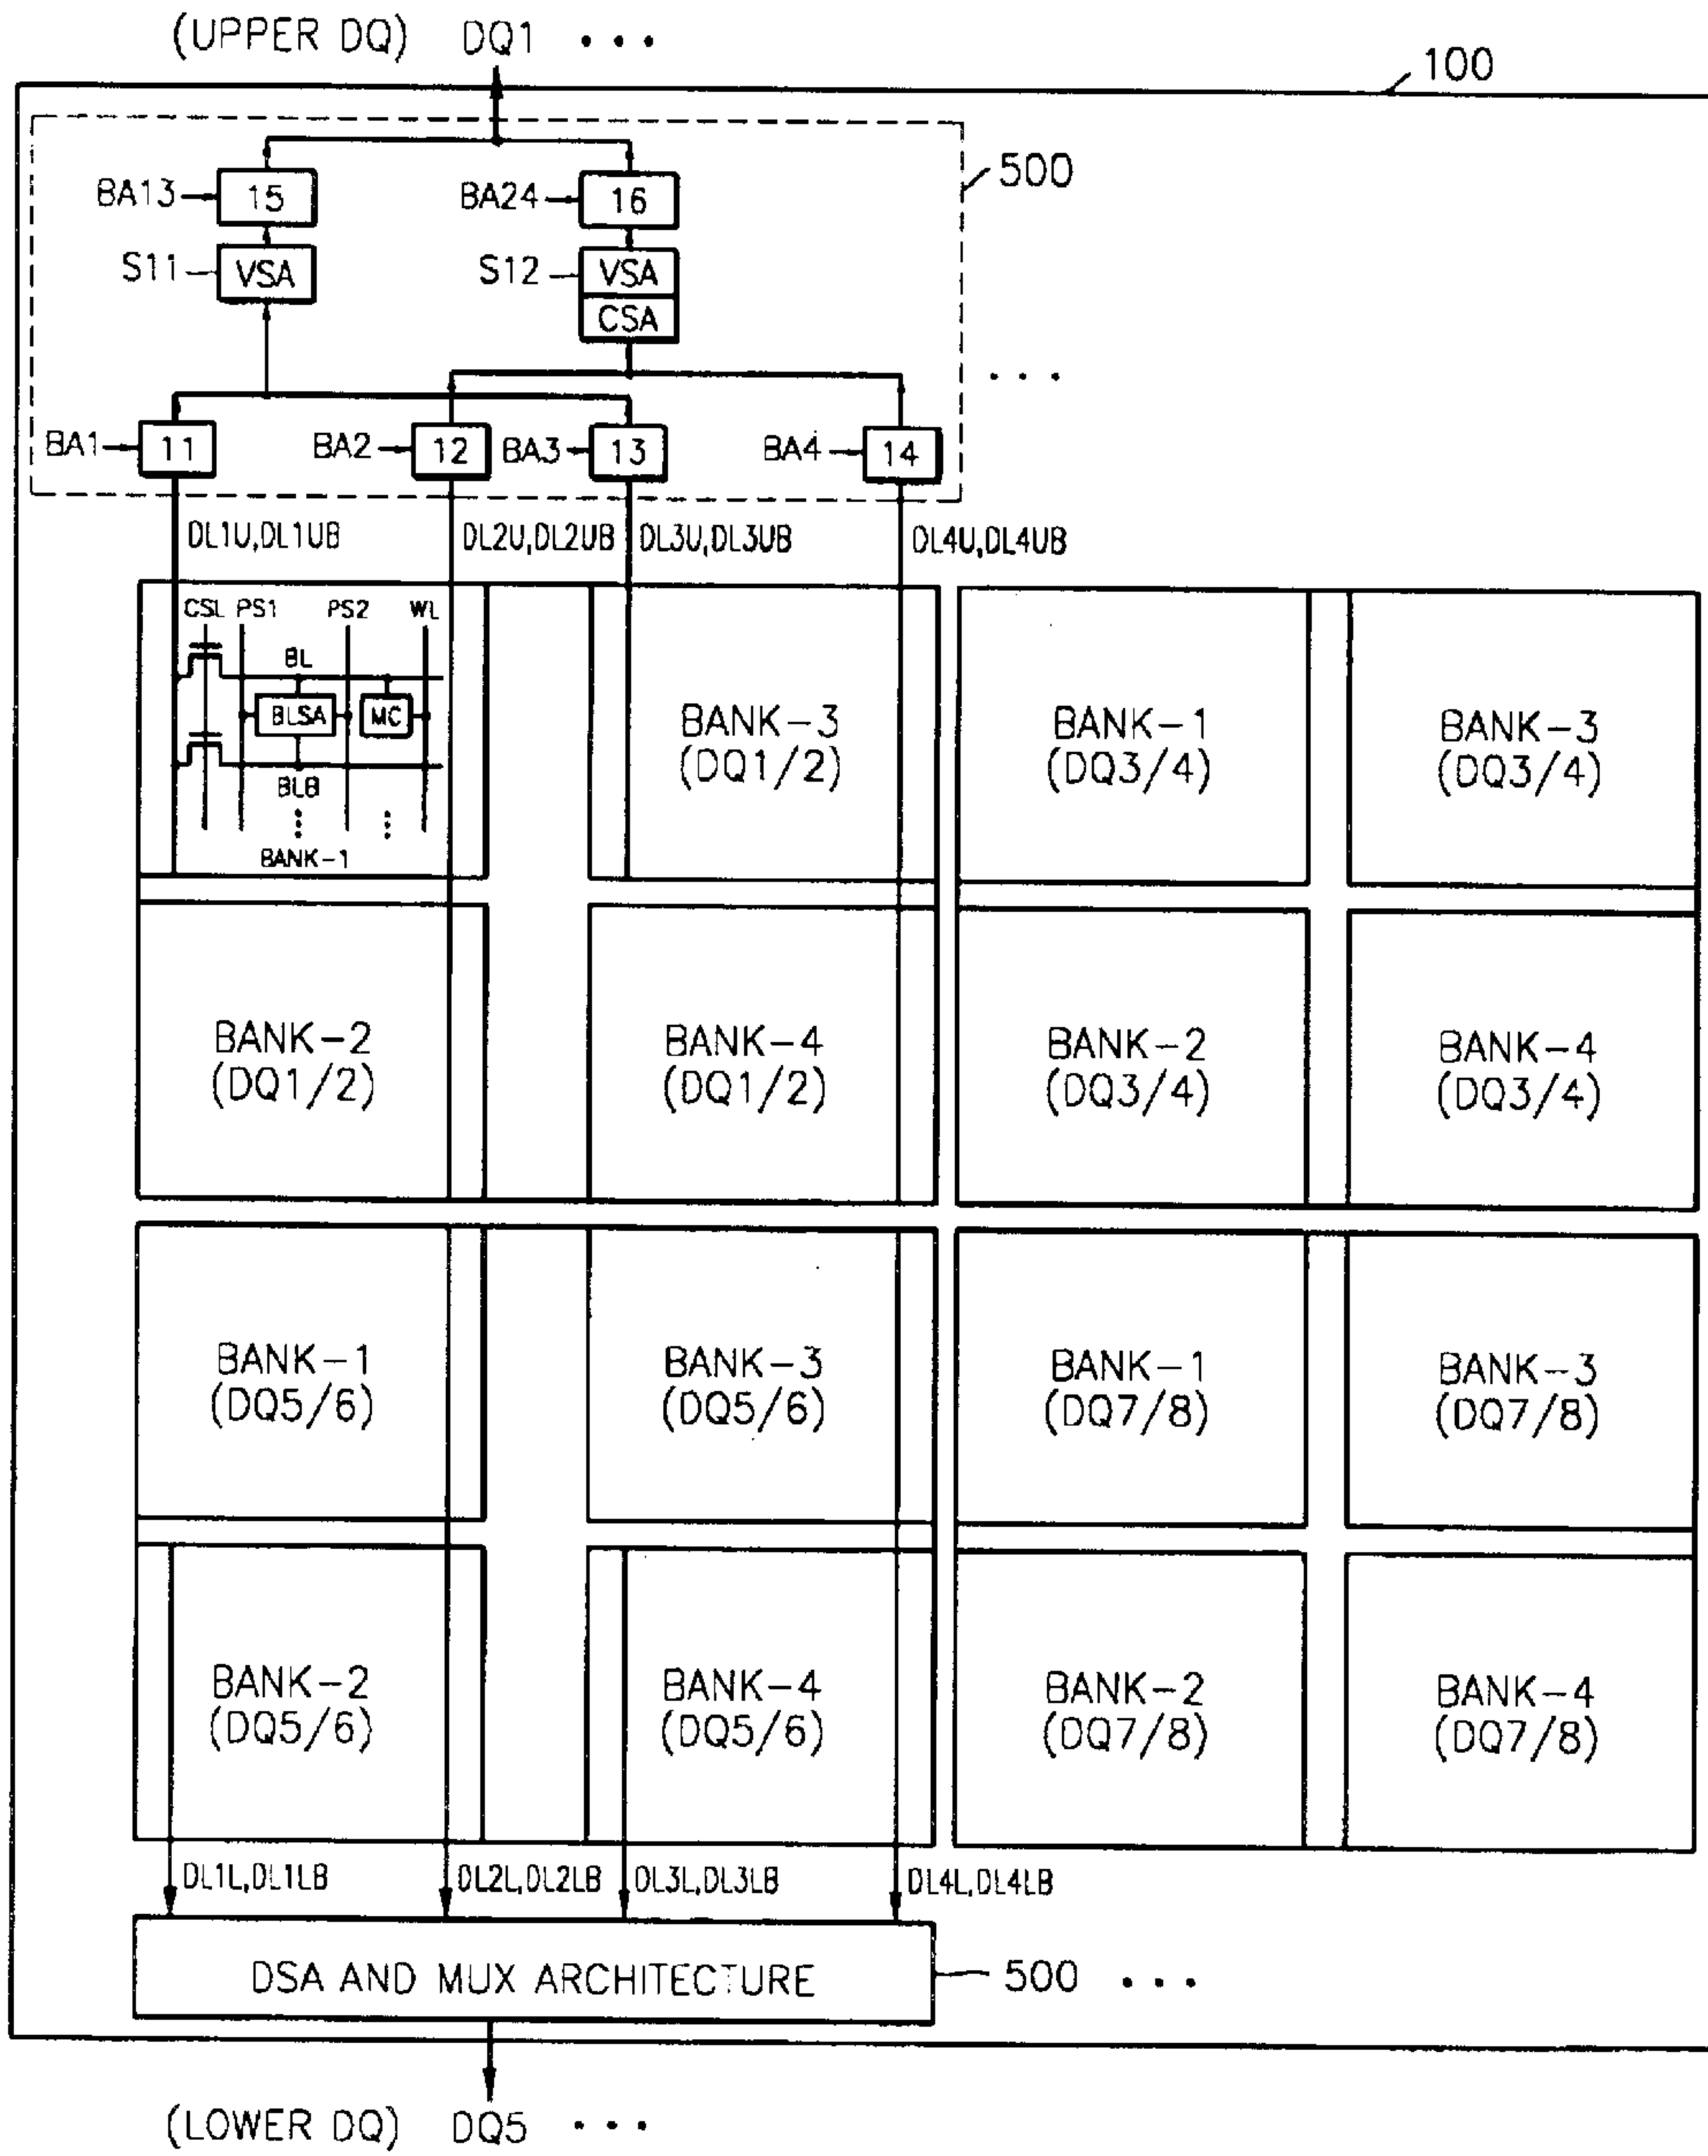 (UPPER DQ) DQ1 • • •
100
500
BA13 15 BA24 16
S11 VSA S12 VSA
CSA
• • •
BA1 11 BA2 12 BA3 13 BA4 14
DL1U,DL1UB DL2U,DL2UB DL3U,DL3UB DL4U,DL4UB
CSL PS1 PS2 WL
BL
BLSA MC
BLB
BANK-1
BANK-3 BANK-1 BANK-3
(DQ1/2) (DQ3/4) (DQ3/4)
BANK-2 BANK-4 BANK-2 BANK-4
(DQ1/2) (DQ1/2) (DQ3/4) (DQ3/4)
BANK-1 BANK-3 BANK-1 BANK-3
(DQ5/6) (DQ5/6) (DQ7/8) (DQ7/8)
BANK-2 BANK-4 BANK-2 BANK-4
(DQ5/6) (DQ5/6) (DQ7/8) (DQ7/8)
DL1L,DL1LB DL2L,DL2LB DL3L,DL3LB DL4L,DL4LB
DSA AND MUX ARCHITECTURE 500 • • •
(LOWER DQ) DQ5 • • •